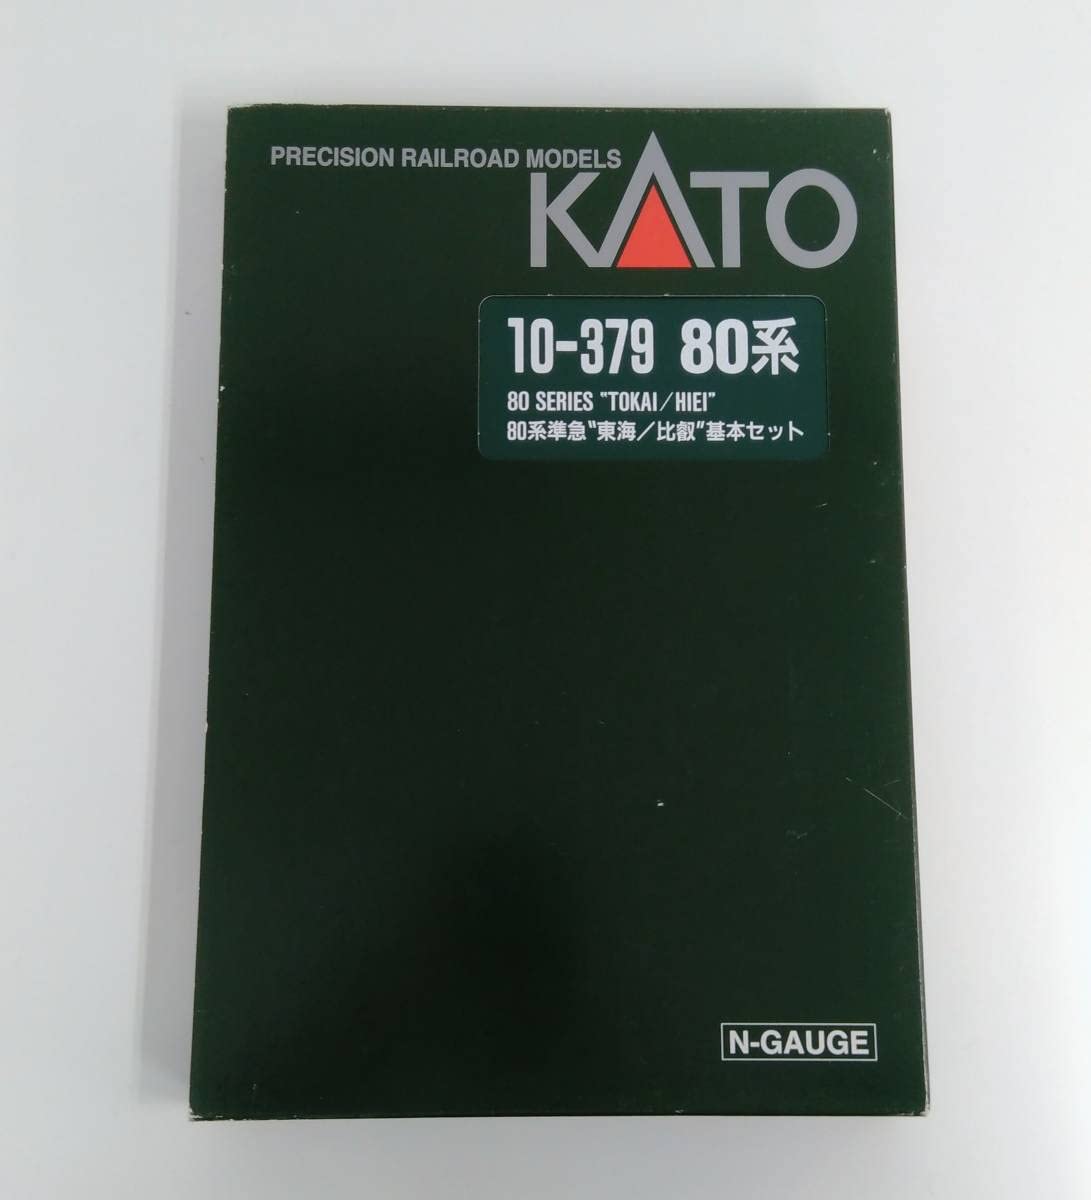 PRECISION RAILROAD MODELS
KATO
10-379 80系
80 SERIES "TOKAI/HIEI"
80系準急"東海／比叡"基本セット
N-GAUGE